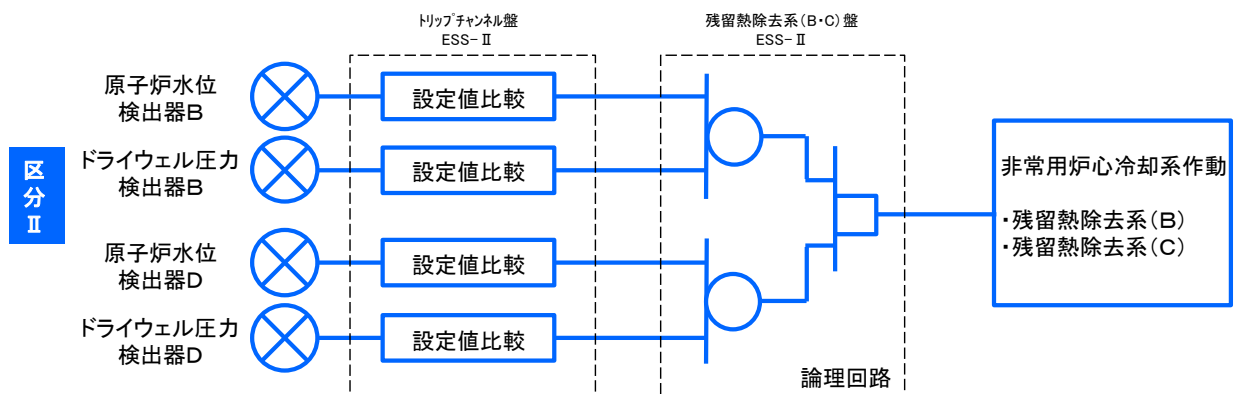 トリップチャンネル盤
ESS-Ⅱ
残留熱除去系(B・C)盤
ESS-Ⅱ
区
分
Ⅱ
原子炉水位
検出器B
設定値比較
ドライウェル圧力
検出器B
設定値比較
原子炉水位
検出器D
設定値比較
ドライウェル圧力
検出器D
設定値比較
論理回路
非常用炉心冷却系作動
・残留熱除去系(B)
・残留熱除去系(C)